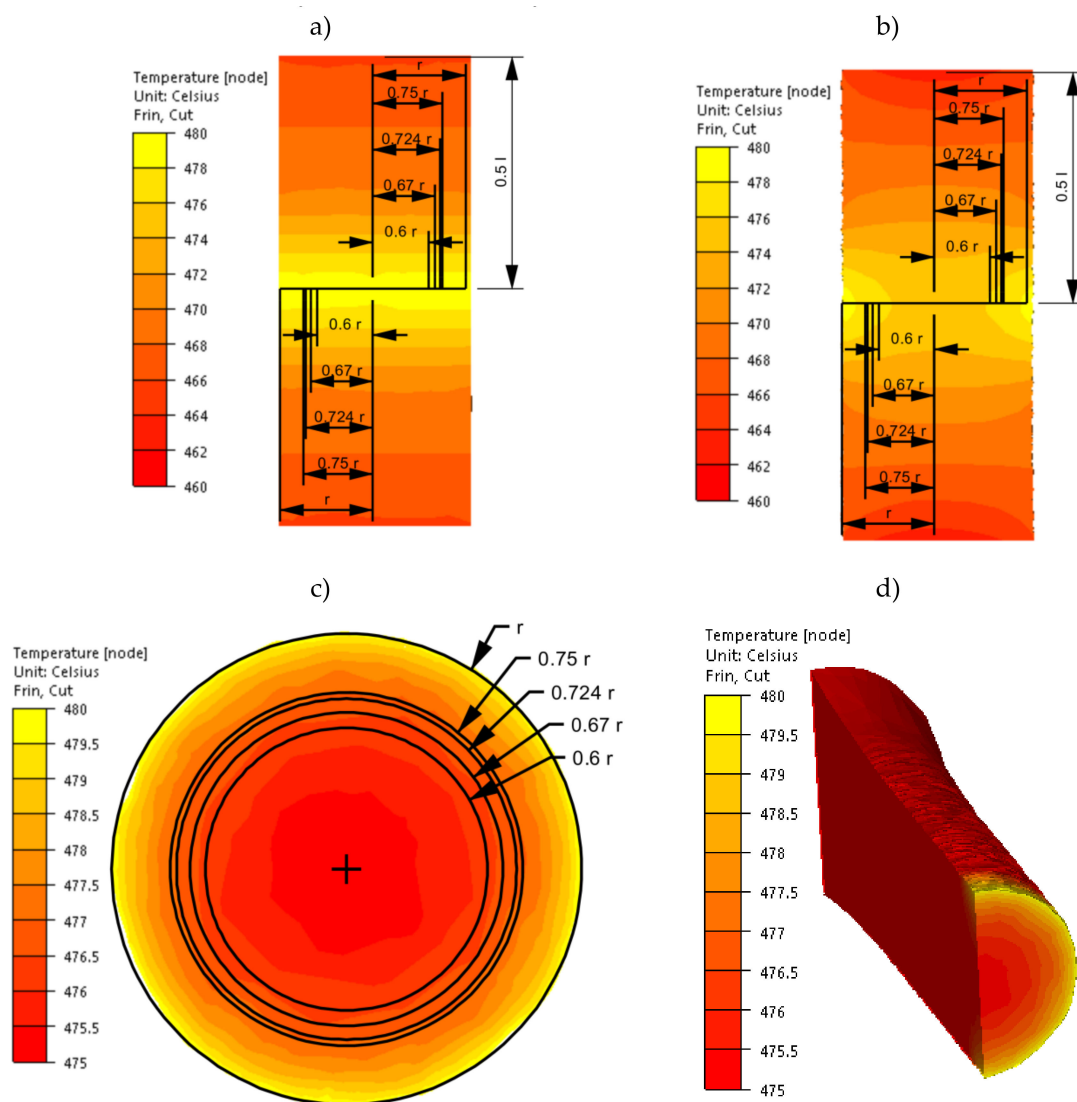 a)
Temperature [node]
Unit: Celsius
Frin, Cut
480
478
476
474
472
470
468
466
464
462
460
r
0.75 r
0.724 r
0.67 r
0.6 r
0.5 l
0.6 r
0.67 r
0.724 r
0.75 r
r
b)
Temperature [node]
Unit: Celsius
Frin, Cut
480
478
476
474
472
470
468
466
464
462
460
r
0.75 r
0.724 r
0.67 r
0.6 r
0.5 l
0.6 r
0.67 r
0.724 r
0.75 r
r
c)
Temperature [node]
Unit: Celsius
Frin, Cut
480
479.5
479
478.5
478
477.5
477
476.5
476
475.5
475
r
0.75 r
0.724 r
0.67 r
0.6 r
d)
Temperature [node]
Unit: Celsius
Frin, Cut
480
479.5
479
478.5
478
477.5
477
476.5
476
475.5
475